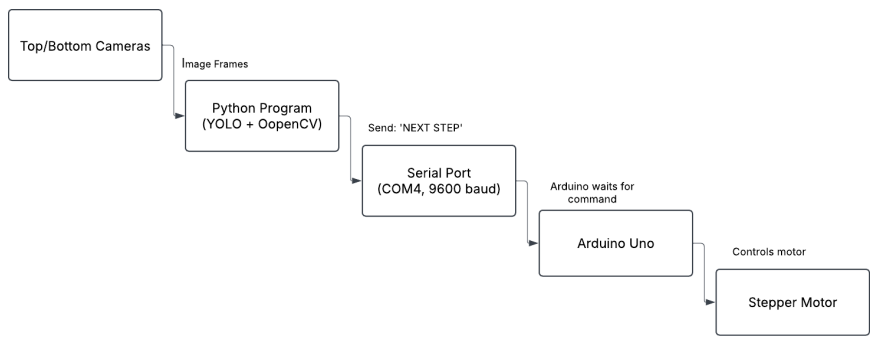 Top/Bottom Cameras
Image Frames
Python Program
(YOLO + OopenCV)
Send: 'NEXT STEP'
Serial Port
(COM4, 9600 baud)
Arduino waits for
command
Arduino Uno
Controls motor
Stepper Motor